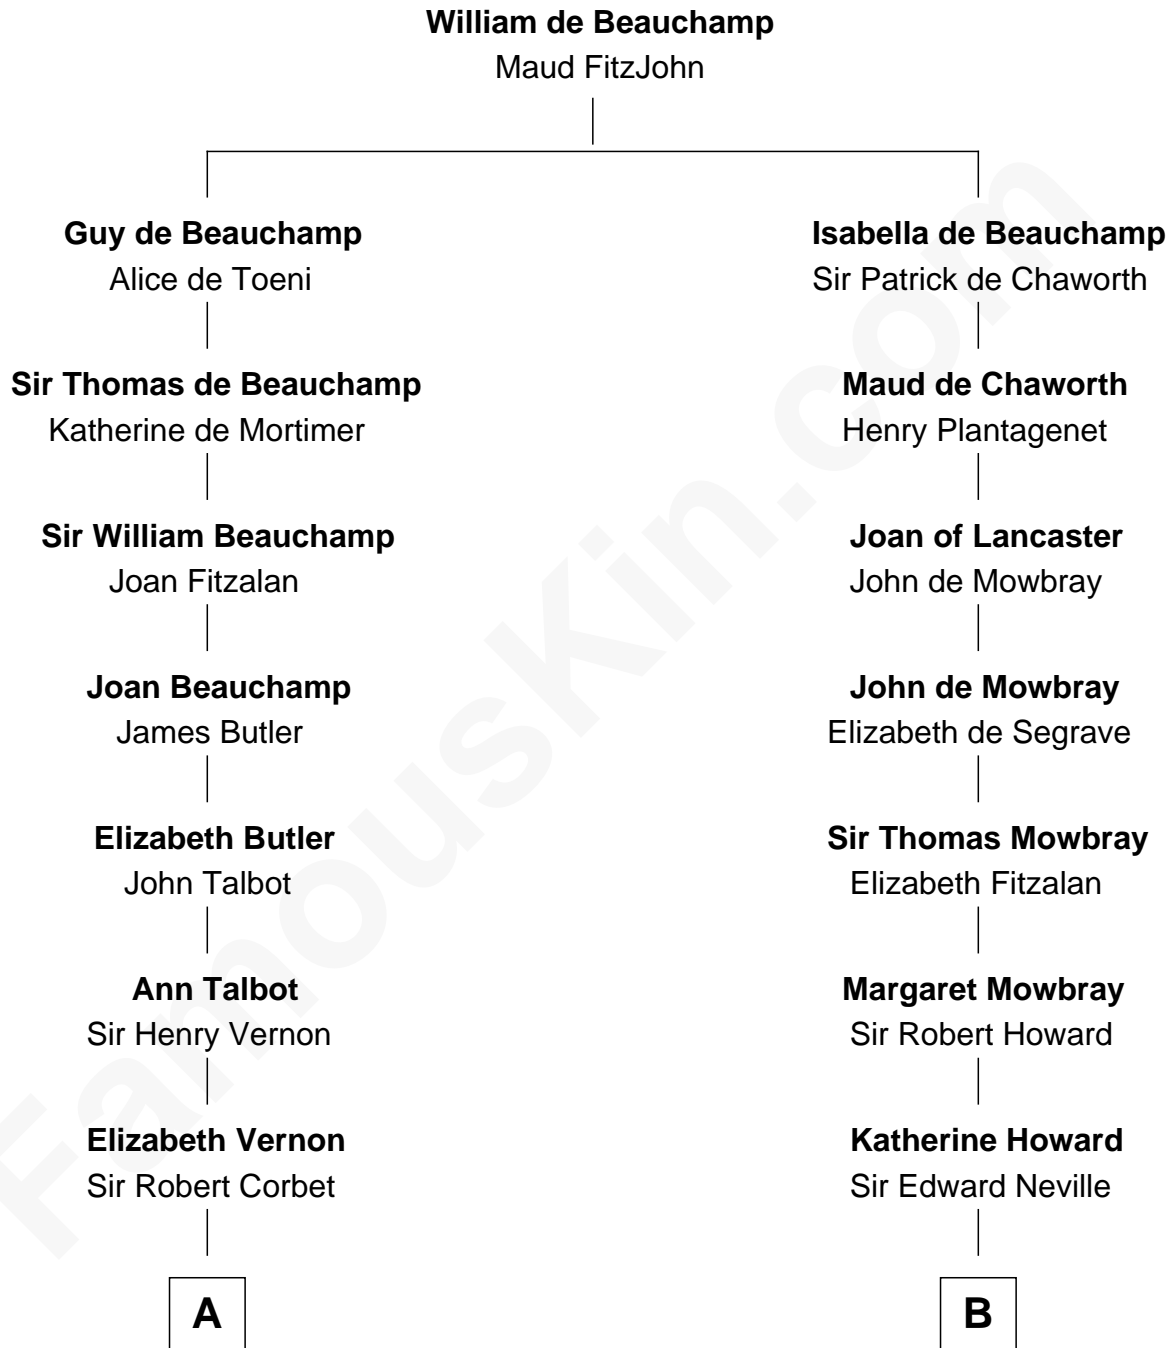 William de Beauchamp
Maud FitzJohn
Guy de Beauchamp
Alice de Toeni
Isabella de Beauchamp
Sir Patrick de Chaworth
Sir Thomas de Beauchamp
Katherine de Mortimer
Maud de Chaworth
Henry Plantagenet
Sir William Beauchamp
Joan Fitzalan
Joan of Lancaster
John de Mowbray
Joan Beauchamp
James Butler
John de Mowbray
Elizabeth de Segrave
Elizabeth Butler
John Talbot
Sir Thomas Mowbray
Elizabeth Fitzalan
Ann Talbot
Sir Henry Vernon
Margaret Mowbray
Sir Robert Howard
Elizabeth Vernon
Sir Robert Corbet
Katherine Howard
Sir Edward Neville
A
B
FamousKin.com